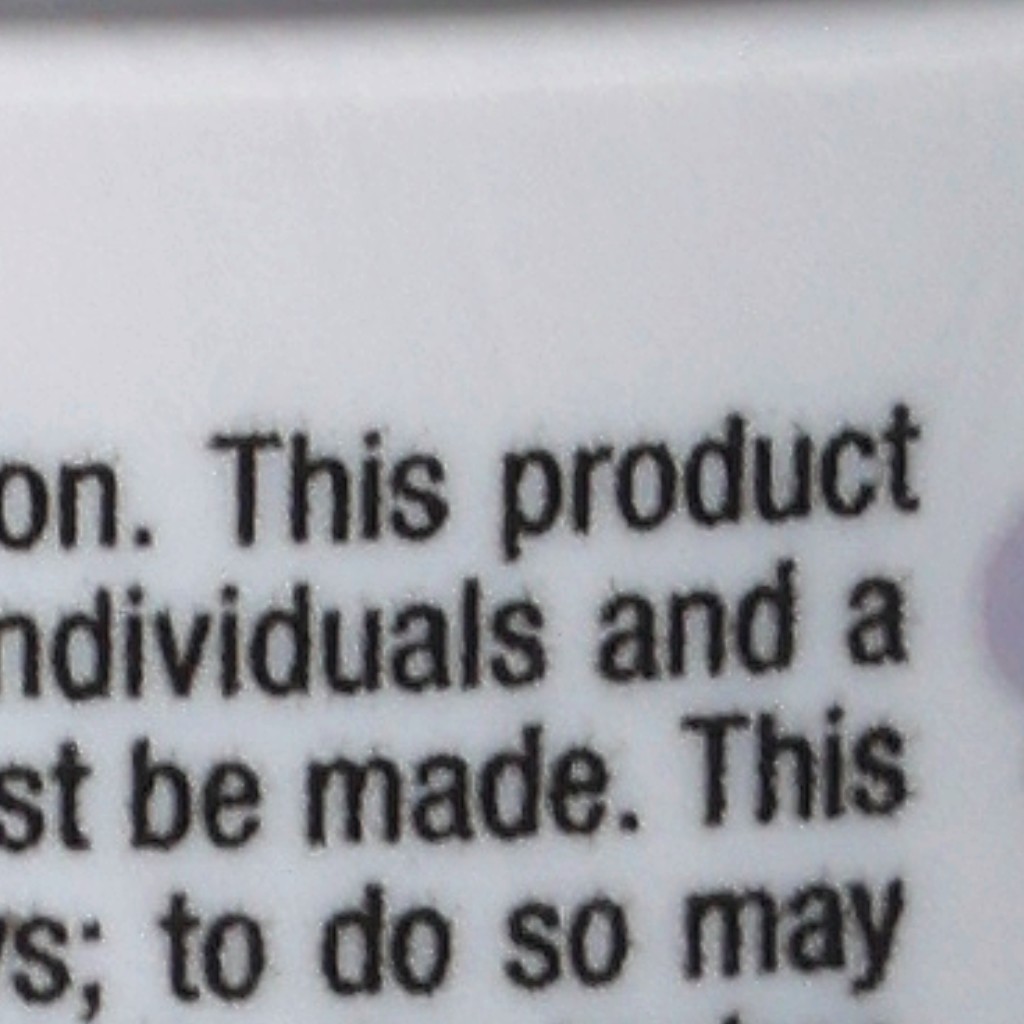 on. This product
ndividuals and a
st be made. This
s; to do so may